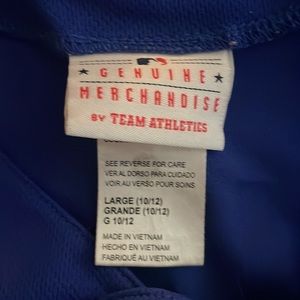 GENUINE
MERCHANDISE
BY TEAM ATHLETICS
SEE REVERSE FOR CARE
VER AL DORSO PARA CUIDADO
VOIR AU VERSO POUR SOINS
LARGE (10/12)
GRANDE (10/12)
G 10/12
MADE IN VIETNAM
HECHO EN VIETNAM
FABRIQUÉ AU VIETNAM